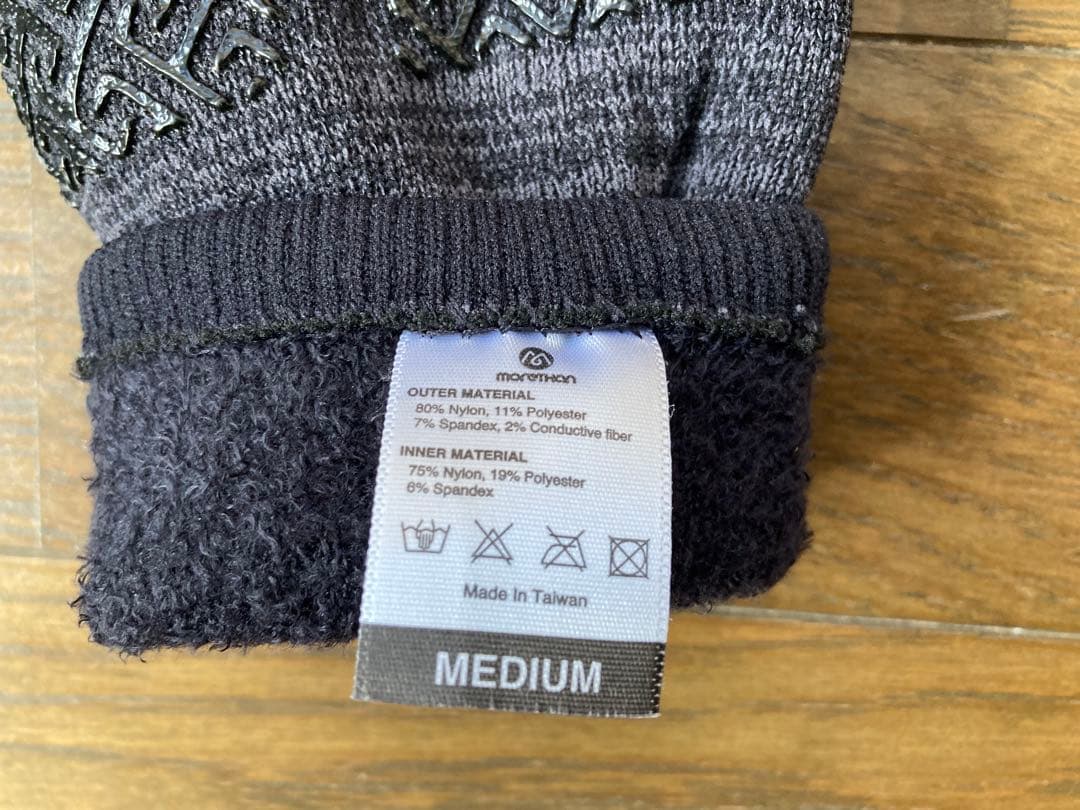 MORETHAN
OUTER MATERIAL
80% Nylon, 11% Polyester
7% Spandex, 2% Conductive fiber
INNER MATERIAL
75% Nylon, 19% Polyester
6% Spandex
Made In Taiwan
MEDIUM